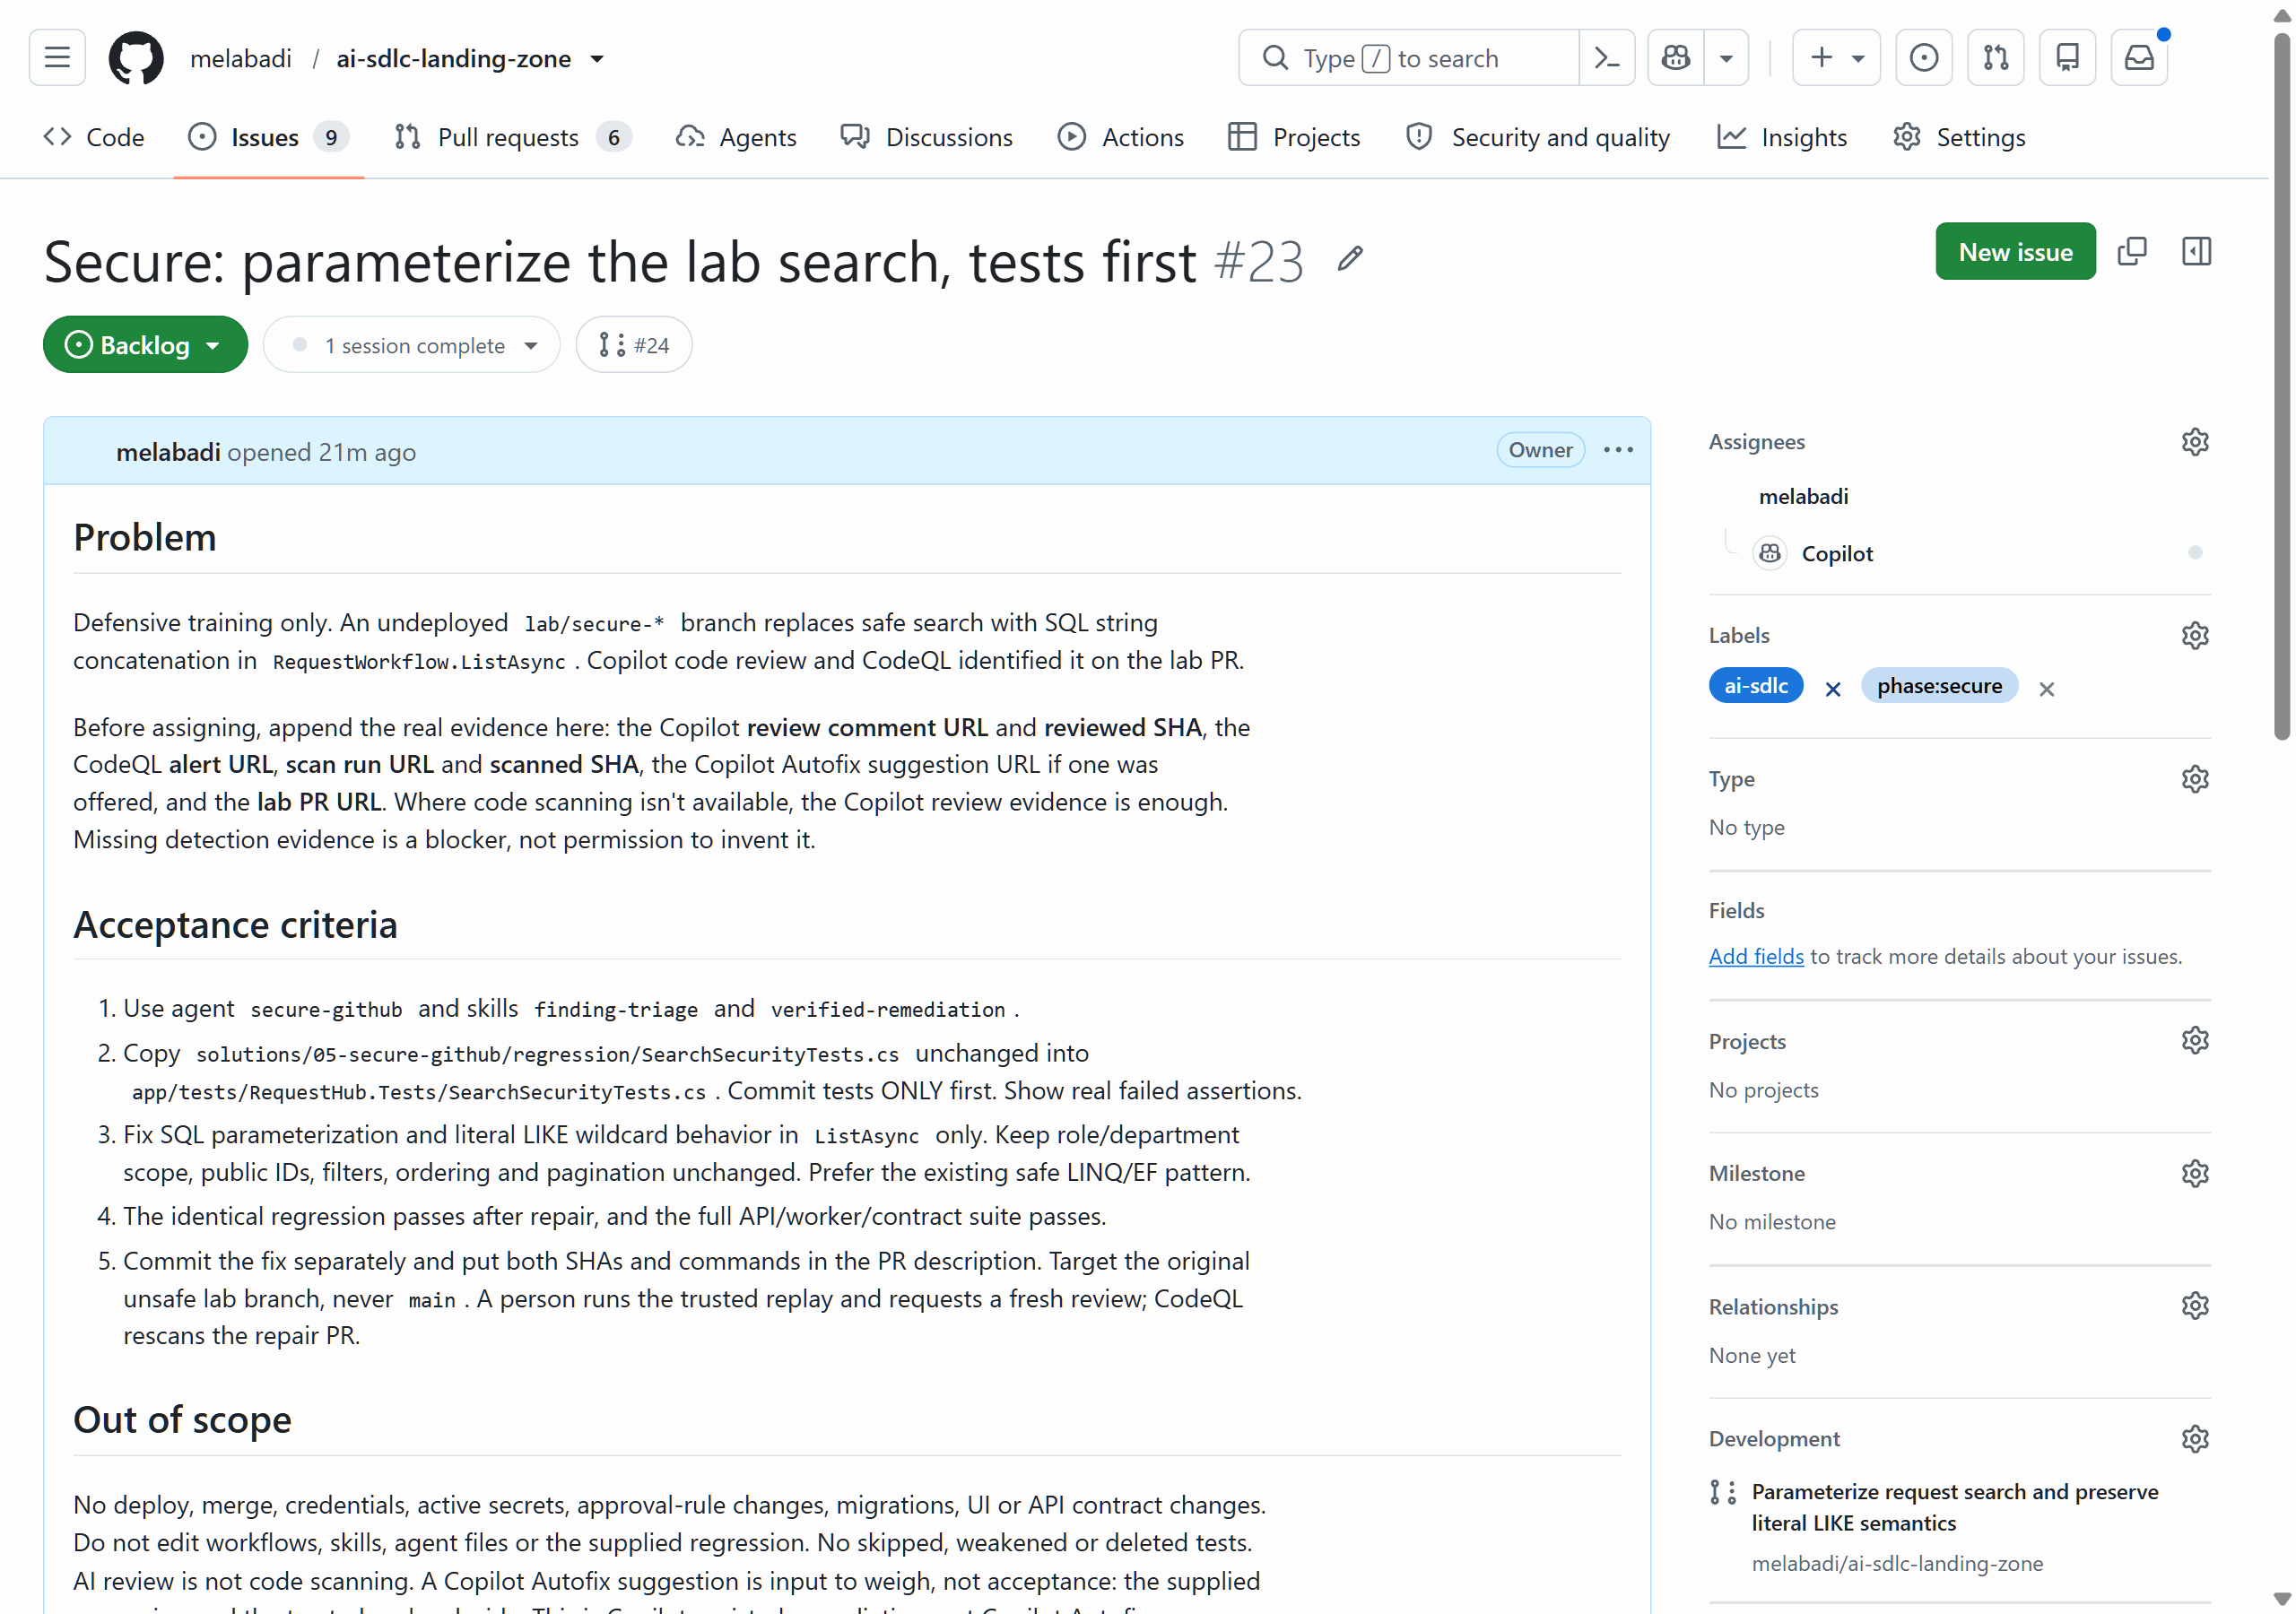 melabadi / ai-sdlc-landing-zone
Type / to search
Code
Issues 9
Pull requests 6
Agents
Discussions
Actions
Projects
Security and quality
Insights
Settings
Secure: parameterize the lab search, tests first #23
New issue
Backlog
1 session complete
#24
melabadi opened 21m ago
Owner
Problem
Defensive training only. An undeployed lab/secure-* branch replaces safe search with SQL string
concatenation in RequestWorkflow.ListAsync . Copilot code review and CodeQL identified it on the lab PR.
Before assigning, append the real evidence here: the Copilot review comment URL and reviewed SHA, the
CodeQL alert URL, scan run URL and scanned SHA, the Copilot Autofix suggestion URL if one was
offered, and the lab PR URL. Where code scanning isn't available, the Copilot review evidence is enough.
Missing detection evidence is a blocker, not permission to invent it.
Acceptance criteria
1. Use agent secure-github and skills finding-triage and verified-remediation .
2. Copy solutions/05-secure-github/regression/SearchSecurityTests.cs unchanged into
app/tests/RequestHub.Tests/SearchSecurityTests.cs . Commit tests ONLY first. Show real failed assertions.
3. Fix SQL parameterization and literal LIKE wildcard behavior in ListAsync only. Keep role/department
scope, public IDs, filters, ordering and pagination unchanged. Prefer the existing safe LINQ/EF pattern.
4. The identical regression passes after repair, and the full API/worker/contract suite passes.
5. Commit the fix separately and put both SHAs and commands in the PR description. Target the original
unsafe lab branch, never main . A person runs the trusted replay and requests a fresh review; CodeQL
rescans the repair PR.
Out of scope
No deploy, merge, credentials, active secrets, approval-rule changes, migrations, UI or API contract changes.
Do not edit workflows, skills, agent files or the supplied regression. No skipped, weakened or deleted tests.
AI review is not code scanning. A Copilot Autofix suggestion is input to weigh, not acceptance: the supplied
Assignees
melabadi
Copilot
Labels
ai-sdlc
phase:secure
Type
No type
Fields
Add fields to track more details about your issues.
Projects
No projects
Milestone
No milestone
Relationships
None yet
Development
Parameterize request search and preserve
literal LIKE semantics
melabadi/ai-sdlc-landing-zone